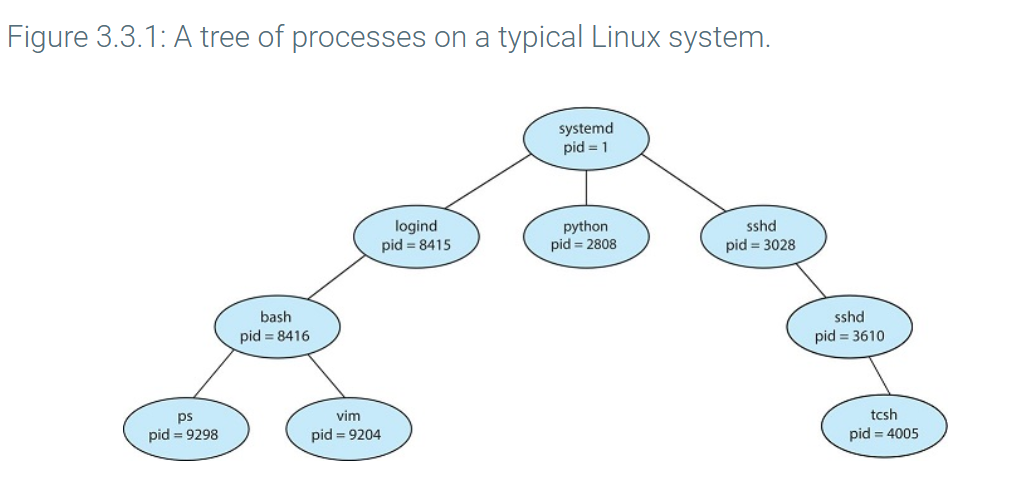 Figure 3.3.1: A tree of processes on a typical Linux system.
systemd
pid = 1
logind
pid = 8415
python
pid = 2808
sshd
pid = 3028
bash
pid = 8416
sshd
pid = 3610
ps
pid = 9298
vim
pid = 9204
tcsh
pid = 4005